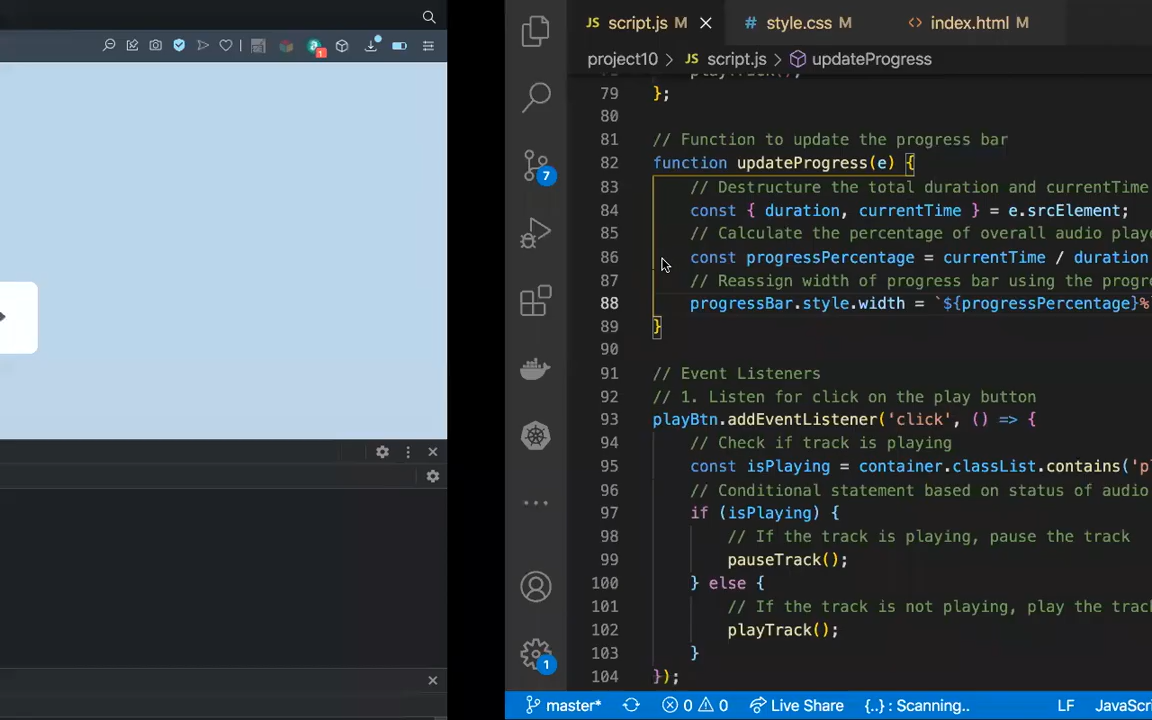 script.js M
style.css M
index.html M
project10 > JS script.js > updateProgress
79 };
80
81 // Function to update the progress bar
82 function updateProgress(e) {
83 // Destructure the total duration and currentTime
84 const { duration, currentTime } = e.srcElement;
85 // Calculate the percentage of overall audio playe
86 const progressPercentage = currentTime / duration
87 // Reassign width of progress bar using the progre
88 progressBar.style.width = `${progressPercentage}%`
89 }
90
91 // Event Listeners
92 // 1. Listen for click on the play button
93 playBtn.addEventListener('click', () => {
94 // Check if track is playing
95 const isPlaying = container.classList.contains('pl
96 // Conditional statement based on status of audio
97 if (isPlaying) {
98 // If the track is playing, pause the track
99 pauseTrack();
100 } else {
101 // If the track is not playing, play the track
102 playTrack();
103 }
104 });
7
1
1
master* 0 0 Live Share {..} : Scanning.. LF JavaScri